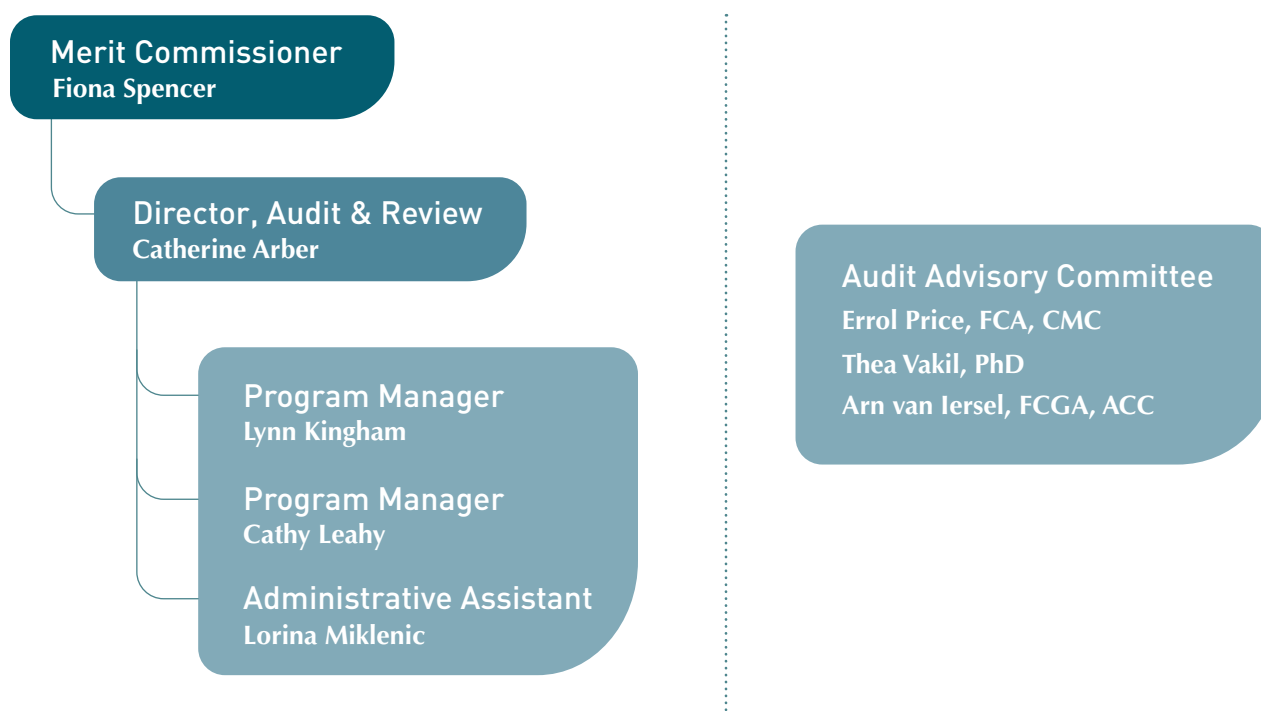 Merit Commissioner
Fiona Spencer
Director, Audit & Review
Catherine Arber
Program Manager
Lynn Kingham
Program Manager
Cathy Leahy
Administrative Assistant
Lorina Miklenic
Audit Advisory Committee
Errol Price, FCA, CMC
Thea Vakil, PhD
Arn van Iersel, FCGA, ACC